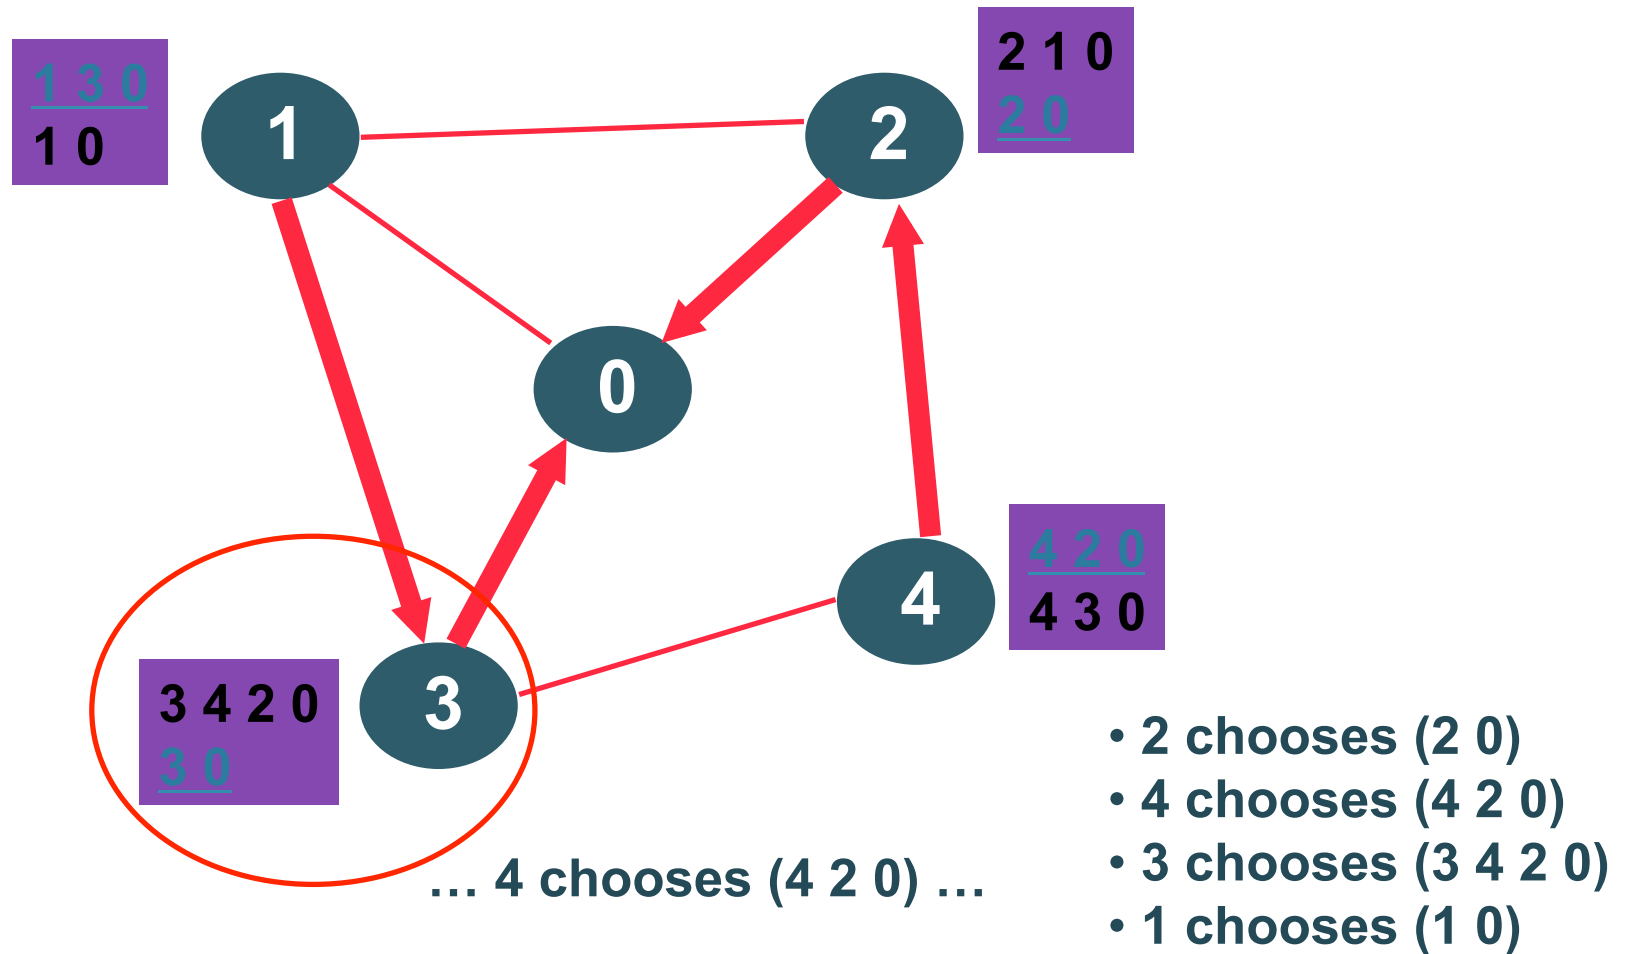 1 3 0
1 0
1
2
2 1 0
2 0
0
4
4 2 0
4 3 0
3 4 2 0
3 0
3
… 4 chooses (4 2 0) …
• 2 chooses (2 0)
• 4 chooses (4 2 0)
• 3 chooses (3 4 2 0)
• 1 chooses (1 0)